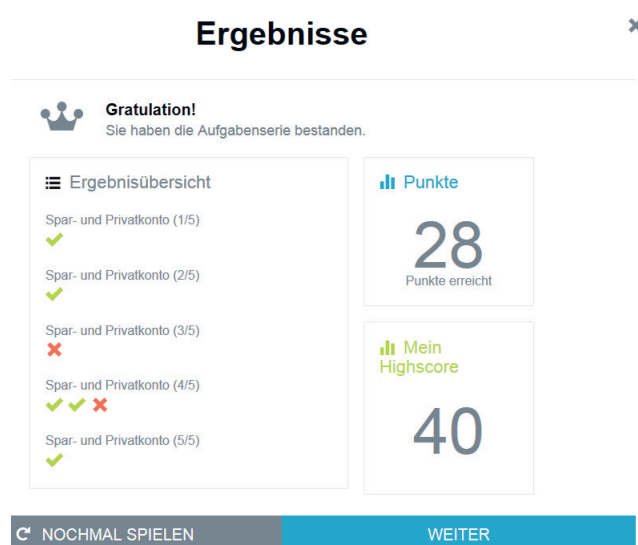 Ergebnisse
Gratulation!
Sie haben die Aufgabenserie bestanden.
Ergebnisübersicht
Spar- und Privatkonto (1/5)
Spar- und Privatkonto (2/5)
Spar- und Privatkonto (3/5)
Spar- und Privatkonto (4/5)
Spar- und Privatkonto (5/5)
Punkte
28
Punkte erreicht
Mein
Highscore
40
NOCHMAL SPIELEN
WEITER